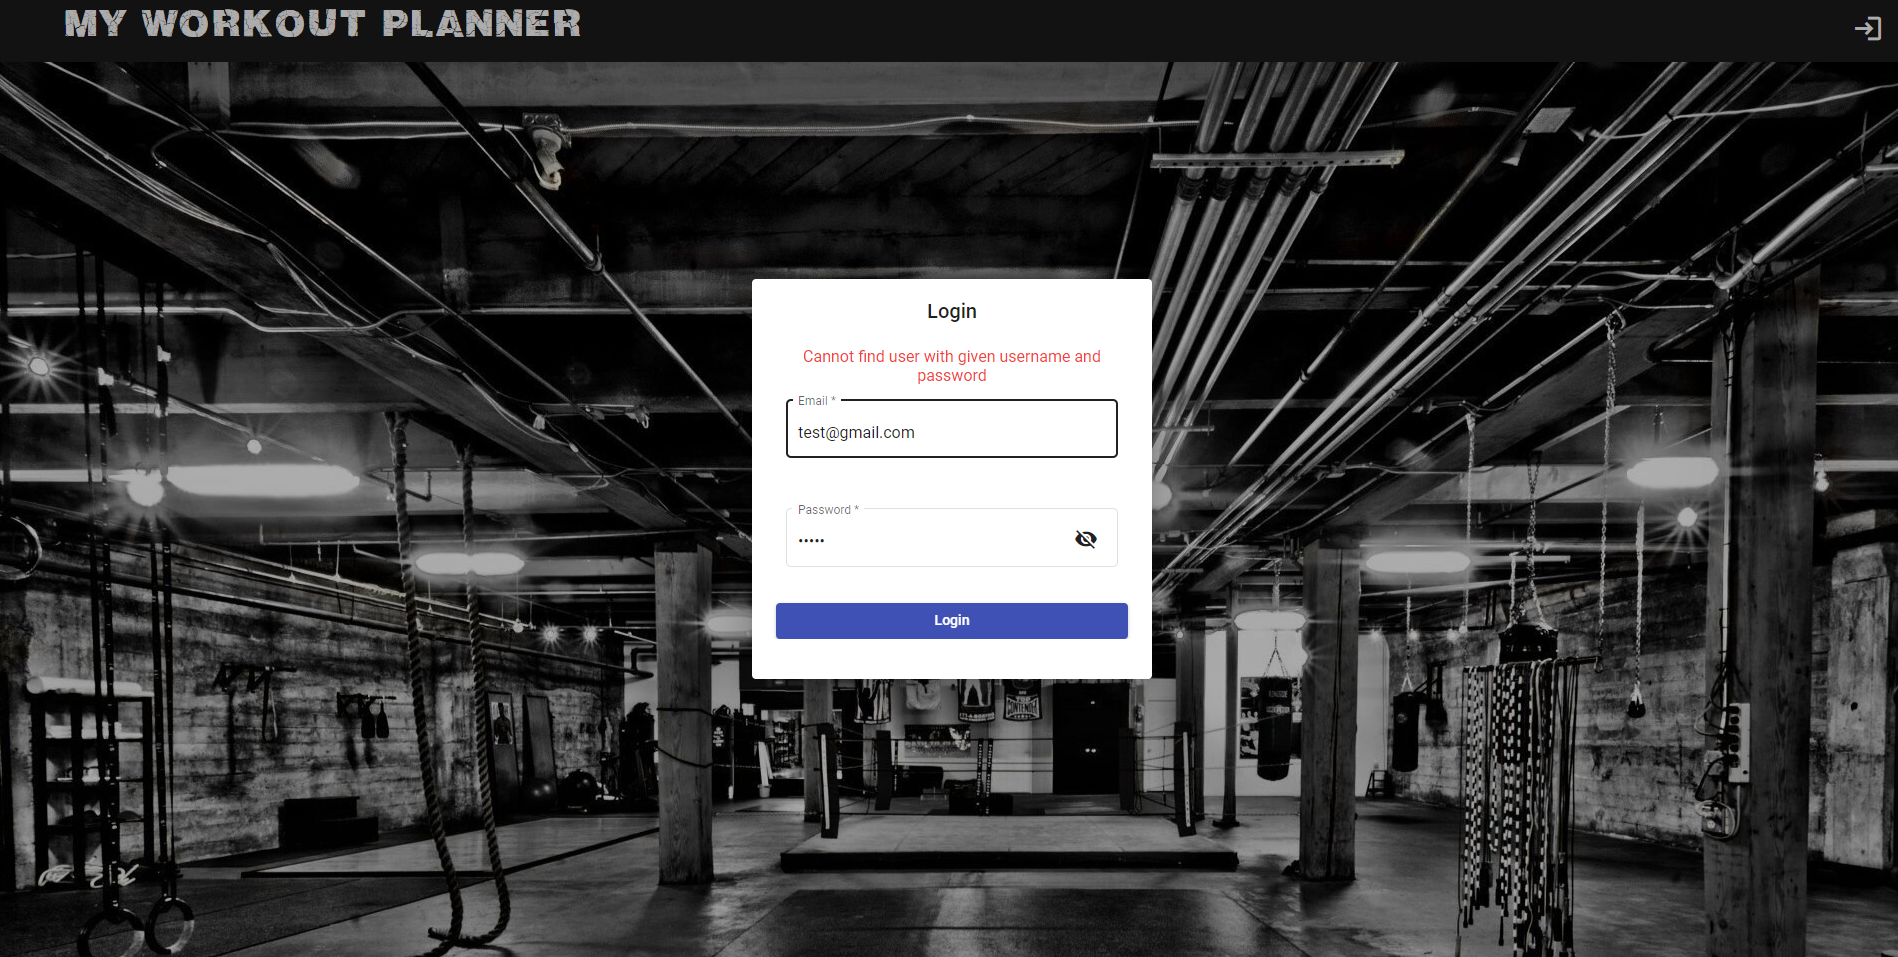 MY WORKOUT PLANNER
Login
Cannot find user with given username and
password
Email *
test@gmail.com
Password *
•••••
Login